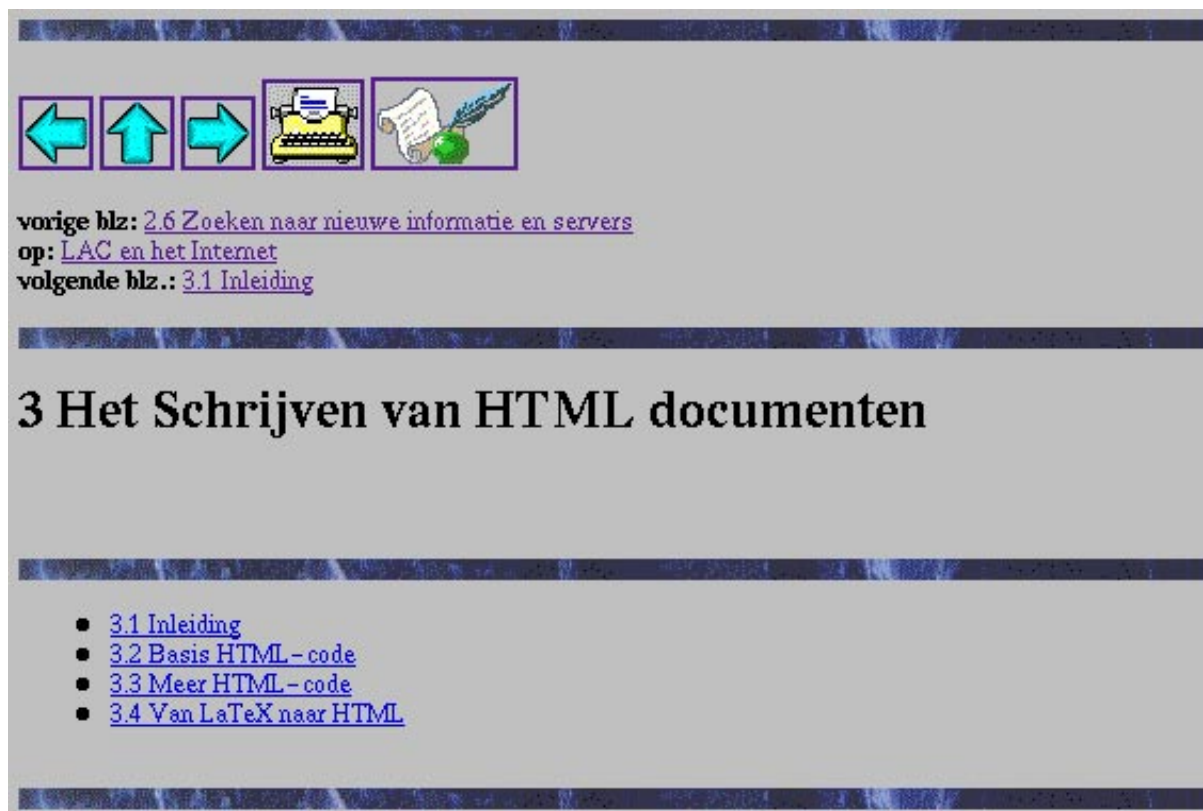 vorige blz: 2.6 Zoeken naar nieuwe informatie en servers
op: LAC en het Internet
volgende blz.: 3.1 Inleiding
3 Het Schrijven van HTML documenten
3.1 Inleiding
3.2 Basis HTML-code
3.3 Meer HTML-code
3.4 Van LaTeX naar HTML